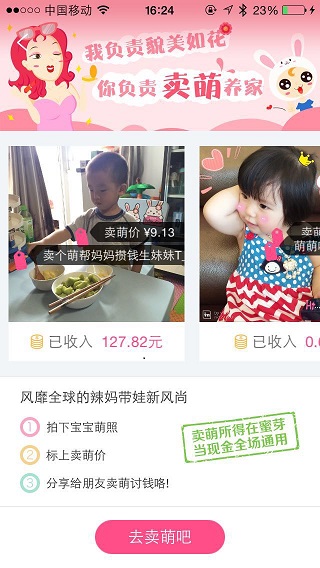 中国移动
16:24
23%
我负责貌美如花
你负责 卖萌 养家
卖萌价 ¥9.13
卖个萌帮妈妈攒钱生妹妹T_
已收入 127.82元
卖萌
萌萌哒
Hi...
已收入 0.
风靡全球的辣妈带娃新风尚
1 拍下宝宝萌照
2 标上卖萌价
3 分享给朋友卖萌讨钱咯!
卖萌所得在蜜芽
当现金全场通用
去卖萌吧